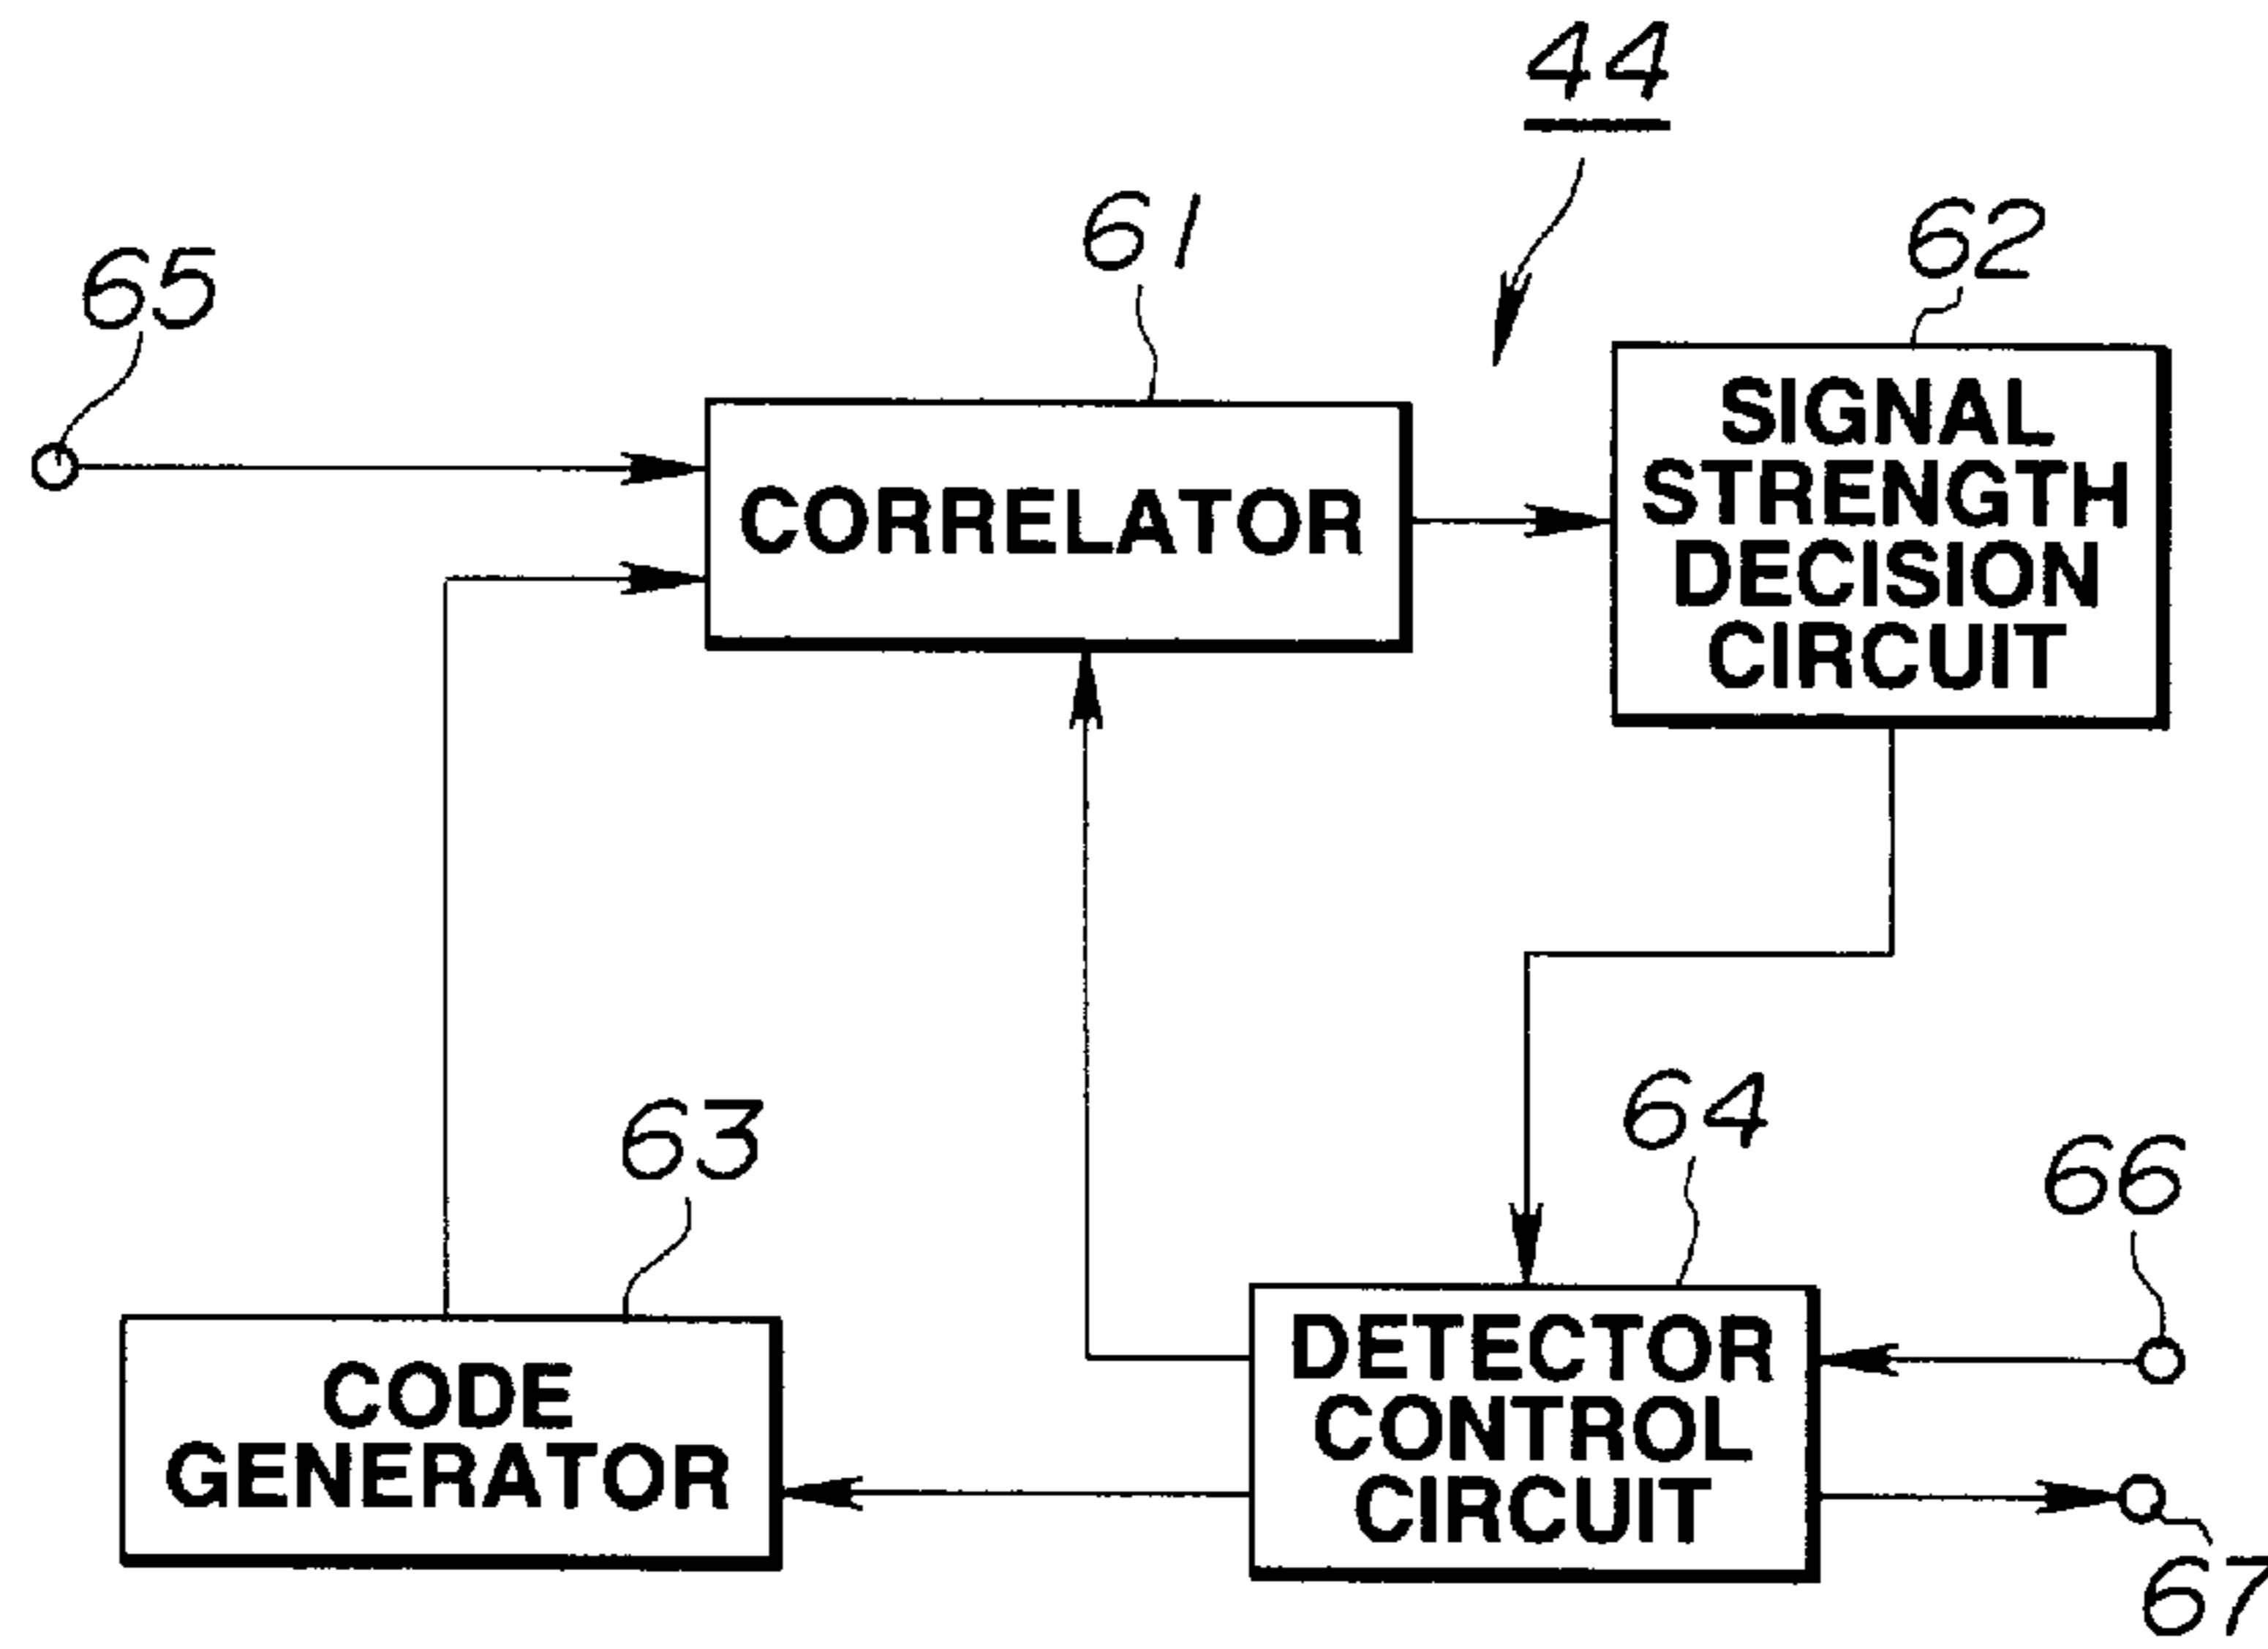 44
61
62
65
SIGNAL
STRENGTH
DECISION
CIRCUIT
CORRELATOR
64
63
66
DETECTOR
CONTROL
CIRCUIT
CODE
GENERATOR
67